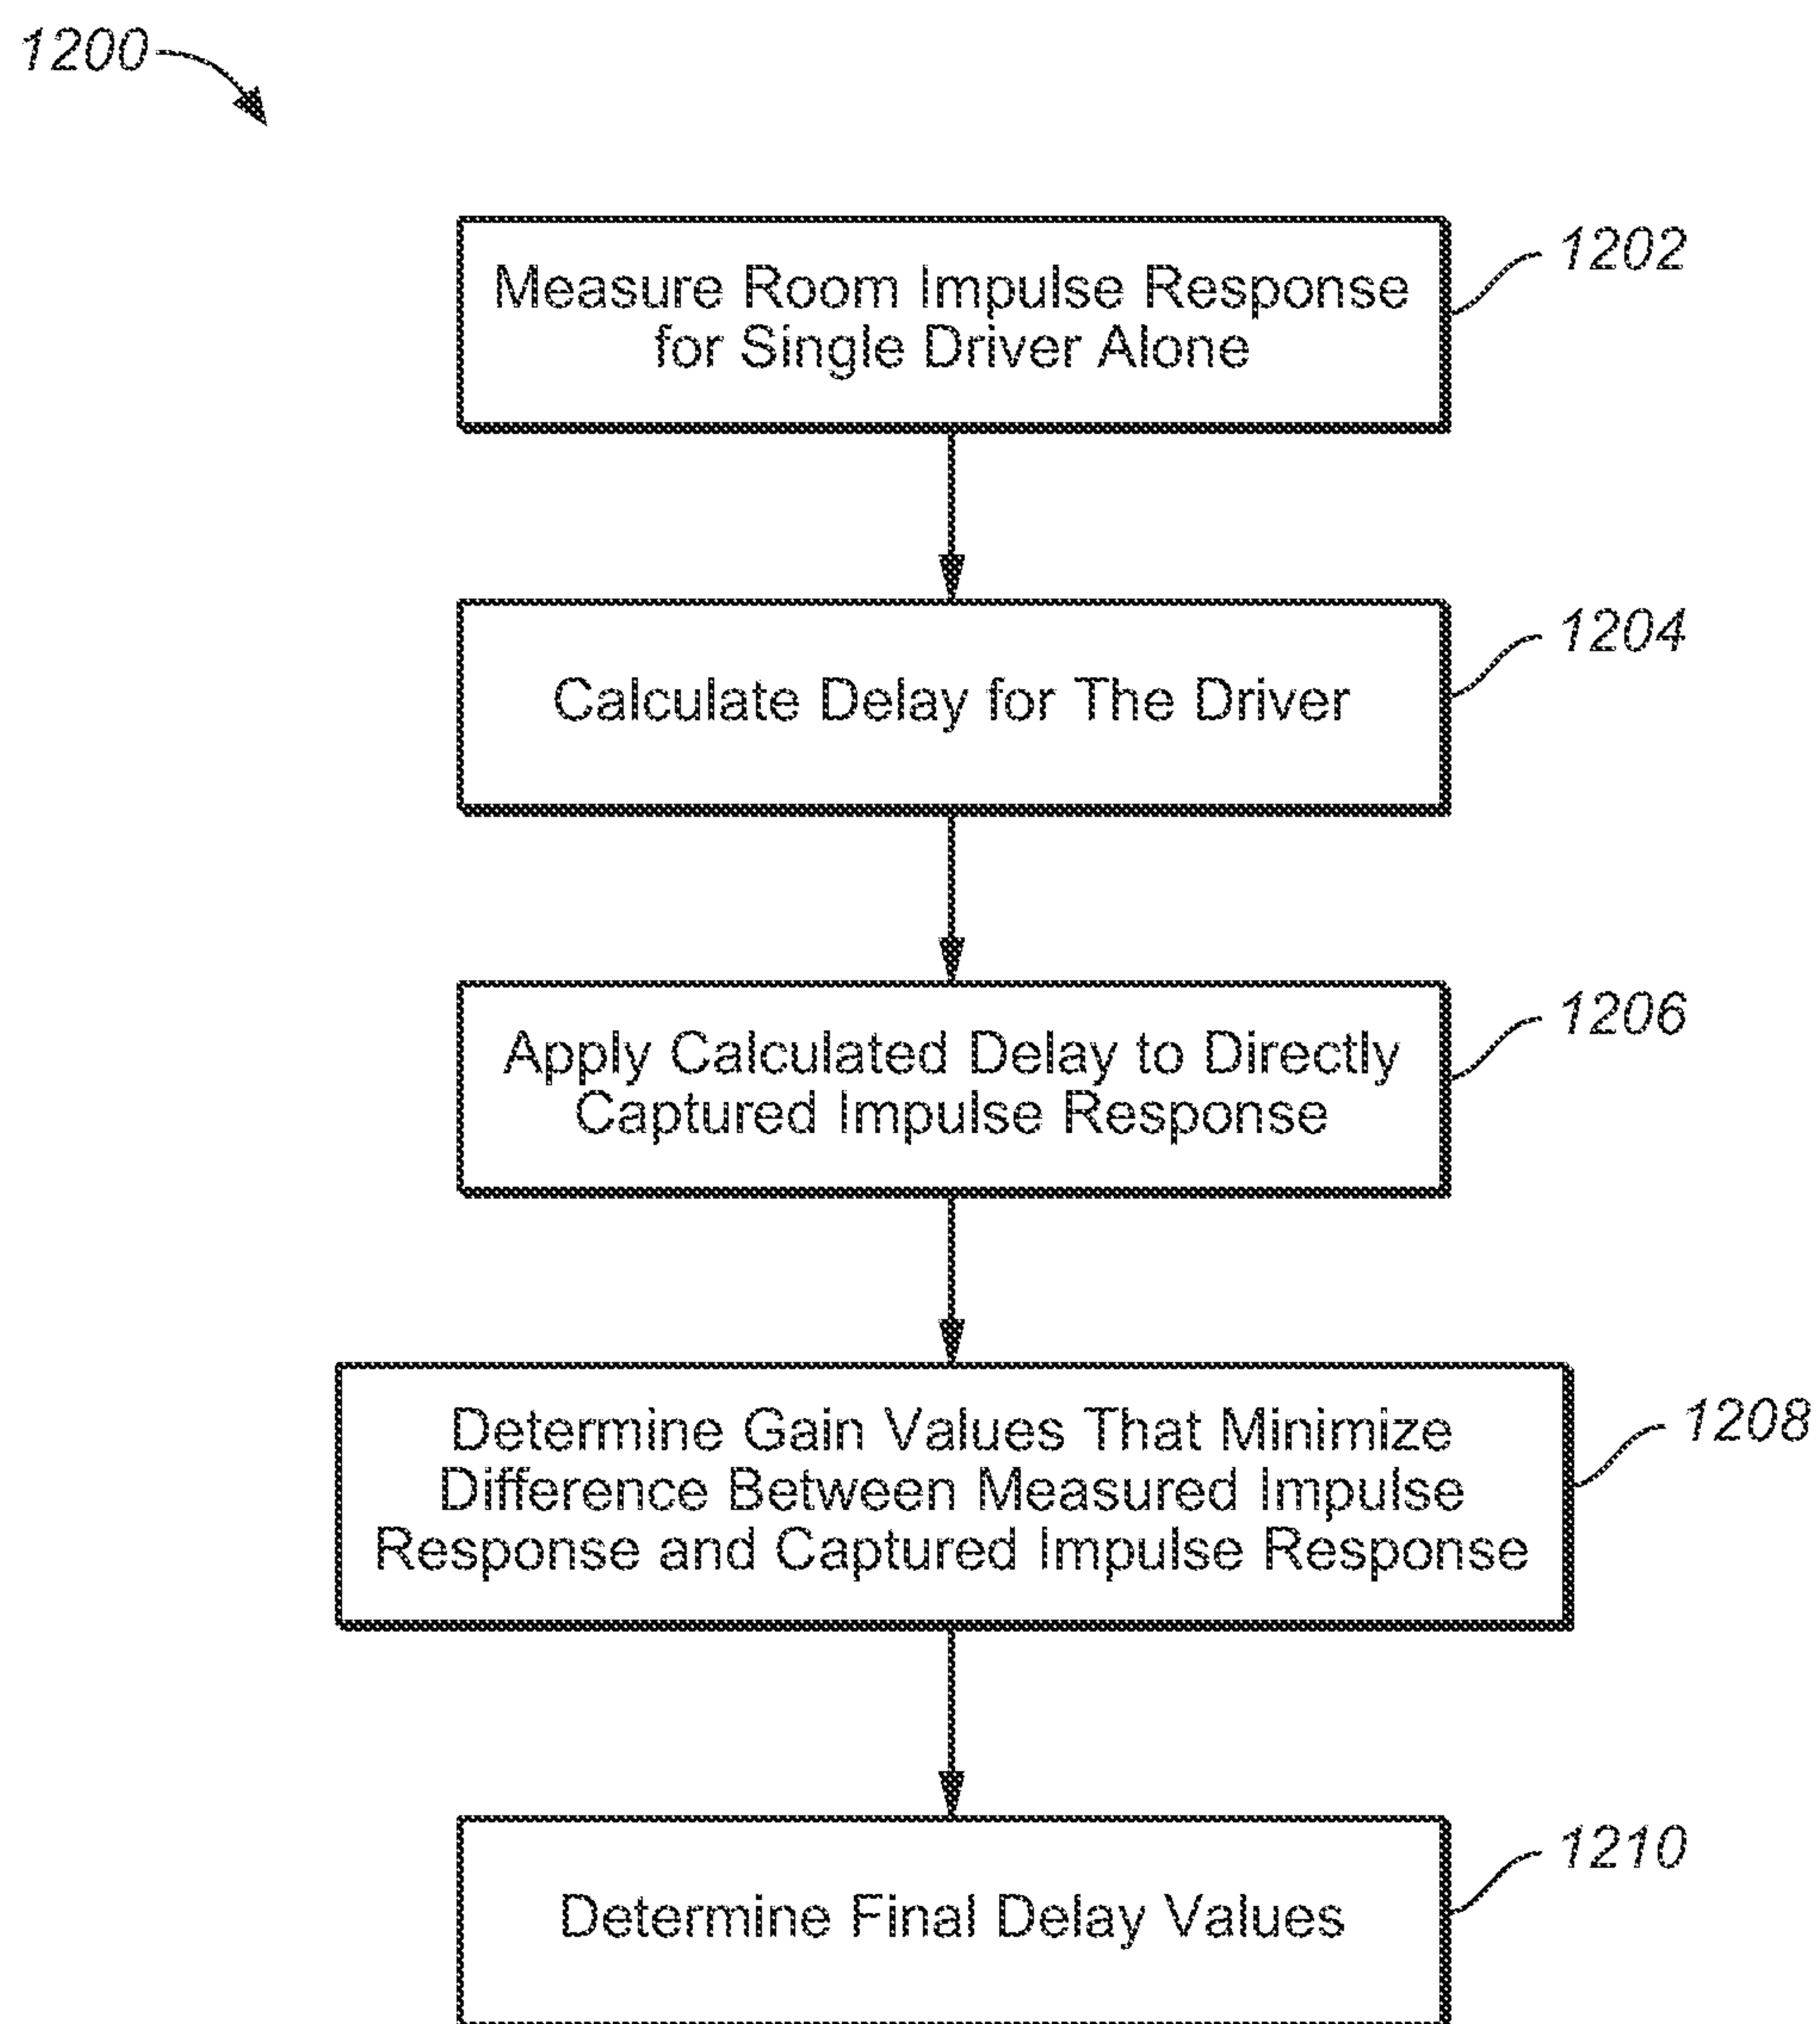 1200
Measure Room Impulse Response
for Single Driver Alone
1202
Calculate Delay for The Driver
1204
Apply Calculated Delay to Directly
Captured Impulse Response
1206
Determine Gain Values That Minimize
Difference Between Measured Impulse
Response and Captured Impulse Response
1208
Determine Final Delay Values
1210